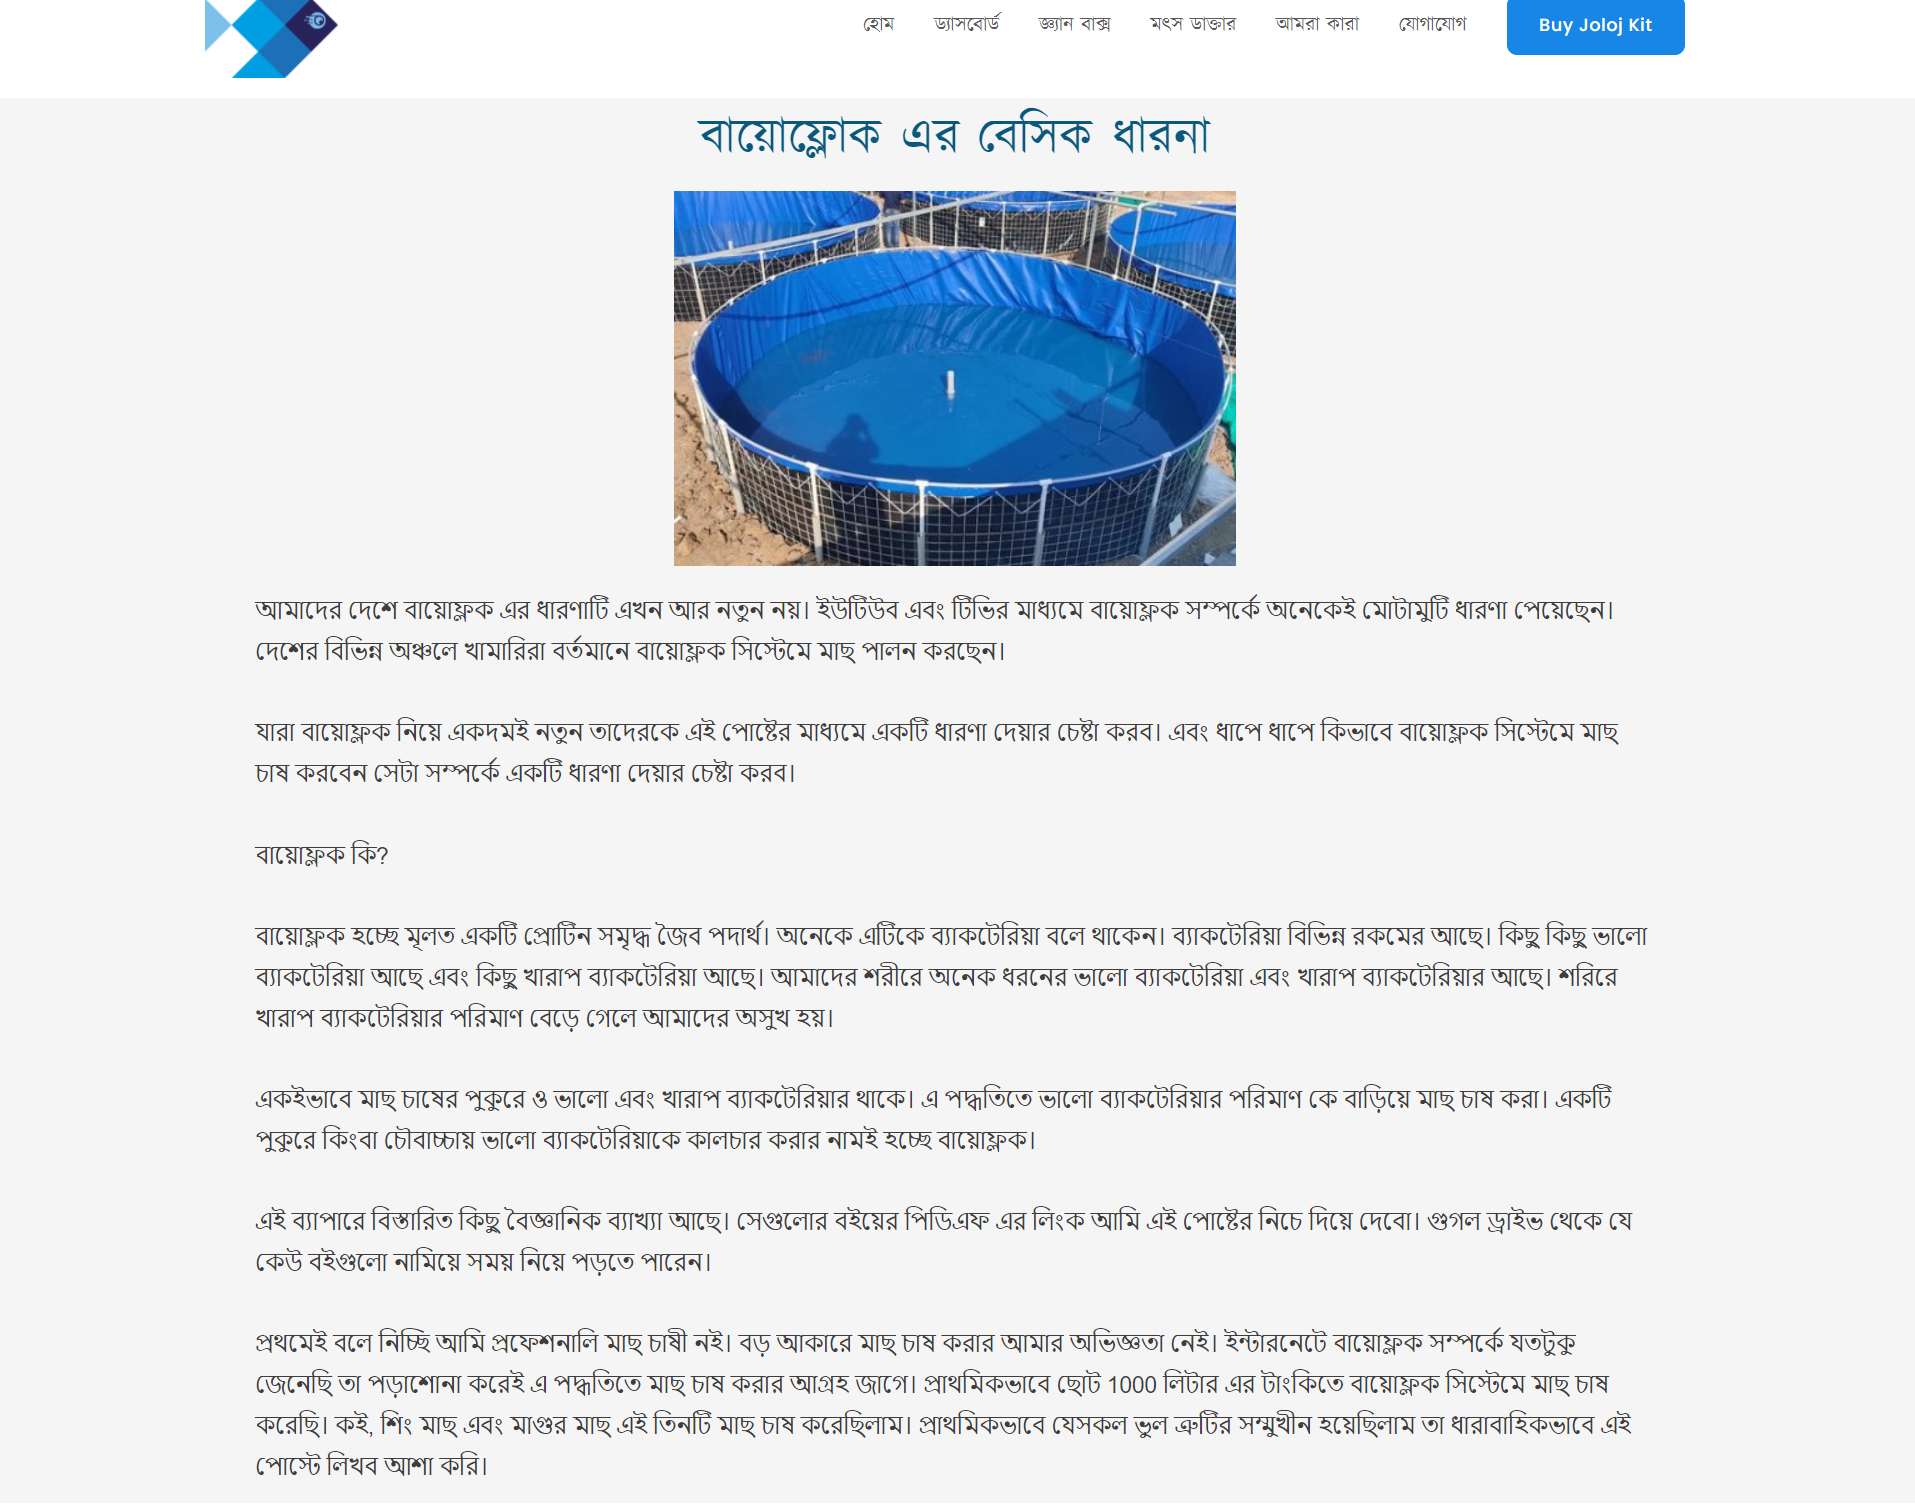 হোম ড্যাসবোর্ড জ্ঞ্যান বাক্স মৎস ডাক্তার আমরা কারা যোগাযোগ Buy Joloj Kit
বায়োফ্লোক এর বেসিক ধারনা
আমাদের দেশে বায়োফ্লক এর ধারণাটি এখন আর নতুন নয়। ইউটিউব এবং টিভির মাধ্যমে বায়োফ্লক সম্পর্কে অনেকেই মোটামুটি ধারণা পেয়েছেন।
দেশের বিভিন্ন অঞ্চলে খামারিরা বর্তমানে বায়োফ্লক সিস্টেমে মাছ পালন করছেন।
যারা বায়োফ্লক নিয়ে একদমই নতুন তাদেরকে এই পোষ্টের মাধ্যমে একটি ধারণা দেয়ার চেষ্টা করব। এবং ধাপে ধাপে কিভাবে বায়োফ্লক সিস্টেমে মাছ
চাষ করবেন সেটা সম্পর্কে একটি ধারণা দেয়ার চেষ্টা করব।
বায়োফ্লক কি?
বায়োফ্লক হচ্ছে মূলত একটি প্রোটিন সমৃদ্ধ জৈব পদার্থ। অনেকে এটিকে ব্যাকটেরিয়া বলে থাকেন। ব্যাকটেরিয়া বিভিন্ন রকমের আছে। কিছু কিছু ভালো
ব্যাকটেরিয়া আছে এবং কিছু খারাপ ব্যাকটেরিয়া আছে। আমাদের শরীরে অনেক ধরনের ভালো ব্যাকটেরিয়া এবং খারাপ ব্যাকটেরিয়ার আছে। শরিরে
খারাপ ব্যাকটেরিয়ার পরিমাণ বেড়ে গেলে আমাদের অসুখ হয়।
একইভাবে মাছ চাষের পুকুরে ও ভালো এবং খারাপ ব্যাকটেরিয়ার থাকে। এ পদ্ধতিতে ভালো ব্যাকটেরিয়ার পরিমাণ কে বাড়িয়ে মাছ চাষ করা। একটি
পুকুরে কিংবা চৌবাচ্চায় ভালো ব্যাকটেরিয়াকে কালচার করার নামই হচ্ছে বায়োফ্লক।
এই ব্যাপারে বিস্তারিত কিছু বৈজ্ঞানিক ব্যাখ্যা আছে। সেগুলোর বইয়ের পিডিএফ এর লিংক আমি এই পোষ্টের নিচে দিয়ে দেবো। গুগল ড্রাইভ থেকে যে
কেউ বইগুলো নামিয়ে সময় নিয়ে পড়তে পারেন।
প্রথমেই বলে নিচ্ছি আমি প্রফেশনালি মাছ চাষী নই। বড় আকারে মাছ চাষ করার আমার অভিজ্ঞতা নেই। ইন্টারনেটে বায়োফ্লক সম্পর্কে যতটুকু
জেনেছি তা পড়াশোনা করেই এ পদ্ধতিতে মাছ চাষ করার আগ্রহ জাগে। প্রাথমিকভাবে ছোট 1000 লিটার এর টাংকিতে বায়োফ্লক সিস্টেমে মাছ চাষ
করেছি। কই, শিং মাছ এবং মাগুর মাছ এই তিনটি মাছ চাষ করেছিলাম। প্রাথমিকভাবে যেসকল ভুল ত্রুটির সম্মুখীন হয়েছিলাম তা ধারাবাহিকভাবে এই
পোস্টে লিখব আশা করি।